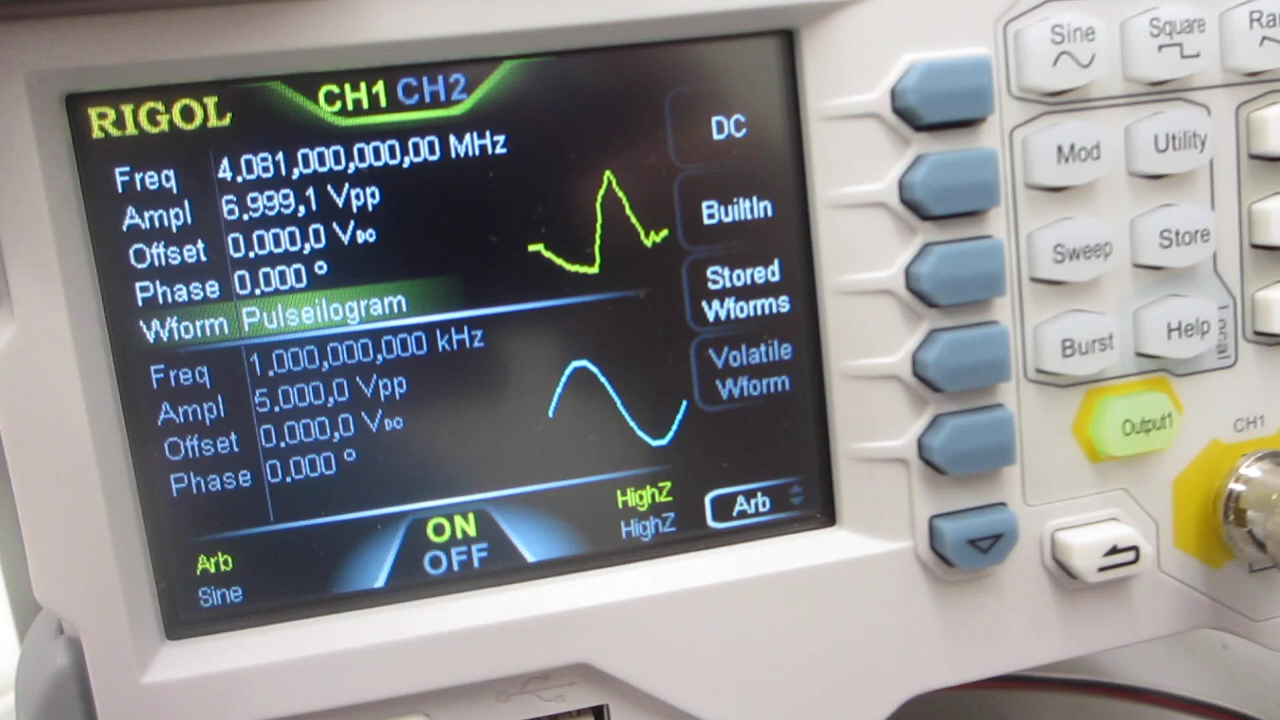 RIGOL
CH1 CH2
Freq 4.081,000,000,00 MHz
Ampl 6.999,1 Vpp
Offset 0.000,0 VDC
Phase 0.000 °
Wform Pulseilogram
Freq 1.000,000,000 kHz
Ampl 5.000,0 Vpp
Offset 0.000,0 VDC
Phase 0.000 °
HighZ
HighZ
ON
OFF
Arb
Sine
DC
BuiltIn
Stored
Wforms
Volatile
Wform
Arb
Sine
Square
Mod
Utility
Sweep
Store
Burst
Help
Output1
CH1